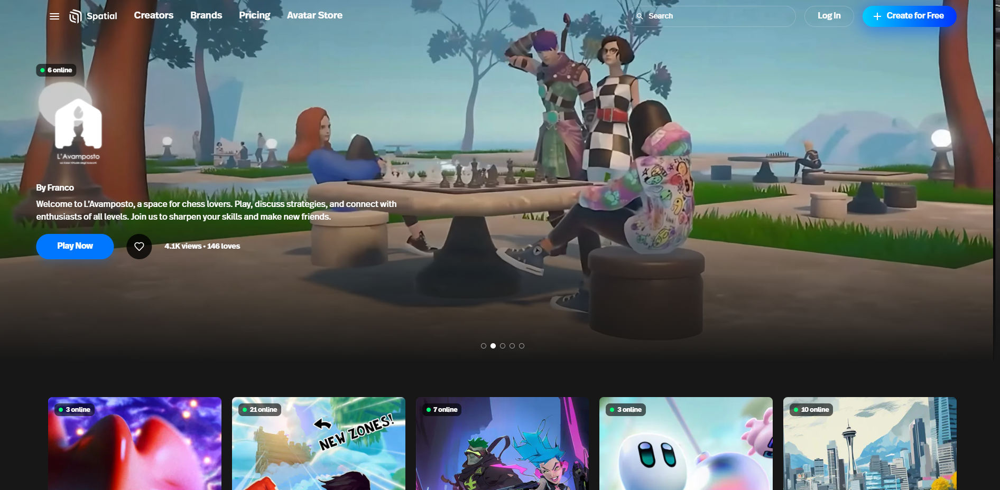 Spatial
Creators
Brands
Pricing
Avatar Store
Search
Log In
Create for Free
6 online
L'Avamposto
By Franco
Welcome to L'Avamposto, a space for chess lovers. Play, discuss strategies, and connect with
enthusiasts of all levels. Join us to sharpen your skills and make new friends.
Play Now
4.1K views • 146 loves
3 online
21 online
NEW ZONES!
7 online
3 online
10 online